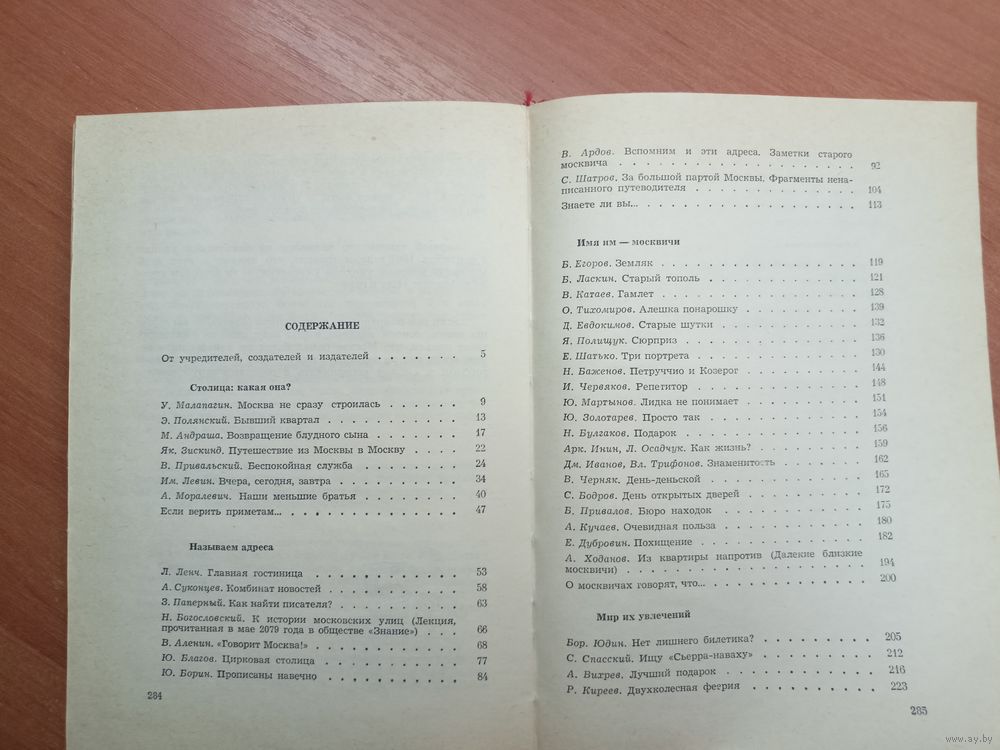 СОДЕРЖАНИЕ
От учредителей, создателей и издателей . . . . . . . 5
Столица: какая она?
У. Малапагин. Москва не сразу строилась . . . . . . 9
Э. Полянский. Бывший квартал . . . . . . . . . . 13
М. Андраша. Возвращение блудного сына . . . . . . . 17
Як. Зискинд. Путешествие из Москвы в Москву . . . . 22
В. Привальский. Беспокойная служба . . . . . . . 24
Им. Левин. Вчера, сегодня, завтра . . . . . . . . . 34
А. Моралевич. Наши меньшие братья . . . . . . . . 40
Если верить приметам... . . . . . . . . . . . . 47
Называем адреса
Л. Ленч. Главная гостиница . . . . . . . . . . 53
А. Суконцев. Комбинат новостей . . . . . . . . . 58
З. Паперный. Как найти писателя? . . . . . . . . . 63
Н. Богословский. К истории московских улиц (Лекция,
прочитанная в мае 2079 года в обществе «Знание») . . . 66
В. Аленин. «Говорит Москва!» . . . . . . . . . . 68
Ю. Благов. Цирковая столица . . . . . . . . . . 77
Ю. Борин. Прописаны навечно . . . . . . . . . . 84
284
В. Ардов. Вспомним и эти адреса. Заметки старого
москвича . . . . . . . . . . . . . . . . . 92
С. Шатров. За большой партой Москвы. Фрагменты нена-
писанного путеводителя . . . . . . . . . . . . 104
Знаете ли вы... . . . . . . . . . . . . . . . 113
Имя им — москвичи
Б. Егоров. Земляк . . . . . . . . . . . . . . 119
Б. Ласкин. Старый тополь . . . . . . . . . . . . 121
В. Катаев. Гамлет . . . . . . . . . . . . . . 128
О. Тихомиров. Алешка понарошку . . . . . . . . . 139
Д. Евдокимов. Старые шутки . . . . . . . . . . 132
Я. Полищук. Сюрприз . . . . . . . . . . . . . 136
Е. Шатько. Три портрета . . . . . . . . . . . . 130
Н. Баженов. Петруччио и Козерог . . . . . . . . . 144
И. Червяков. Репетитор . . . . . . . . . . . . 148
Ю. Мартынов. Лидка не понимает . . . . . . . . . 151
Ю. Золотарев. Просто так . . . . . . . . . . . . 154
Н. Булгаков. Подарок . . . . . . . . . . . . . 156
Арк. Инин, Л. Осадчук. Как жизнь? . . . . . . . . 159
Дм. Иванов, Вл. Трифонов. Знаменитость . . . . . . 162
В. Черняк. День-деньской . . . . . . . . . . . . 165
С. Бодров. День открытых дверей . . . . . . . . . 172
Б. Привалов. Бюро находок . . . . . . . . . . . 175
А. Кучаев. Очевидная польза . . . . . . . . . . 180
Е. Дубровин. Похищение . . . . . . . . . . . . 182
А. Ходанов. Из квартиры напротив (Далекие близкие
москвичи) . . . . . . . . . . . . . . . . . 194
О москвичах говорят, что... . . . . . . . . . . . 200
Мир их увлечений
Бор. Юдин. Нет лишнего билетика? . . . . . . . . 205
С. Спасский. Ищу «Сьерра-наваху» . . . . . . . . 212
А. Вихрев. Лучший подарок . . . . . . . . . . . 216
Р. Киреев. Двухколесная феерия . . . . . . . . . 223
285
www.ay.by